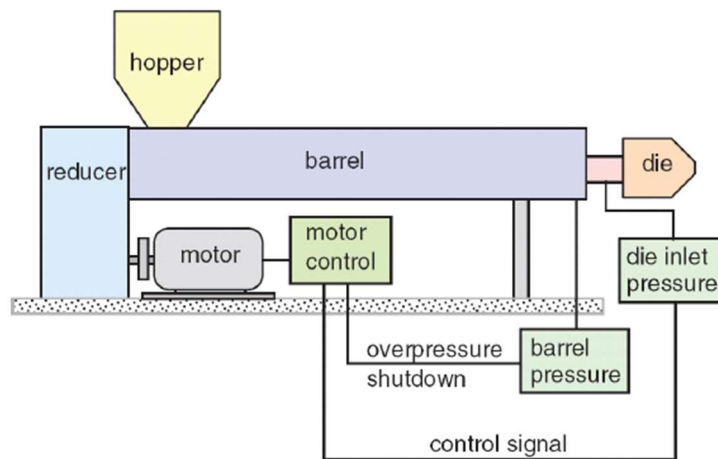 hopper
barrel
die
reducer
motor
motor
control
die inlet
pressure
overpressure
shutdown
barrel
pressure
control signal